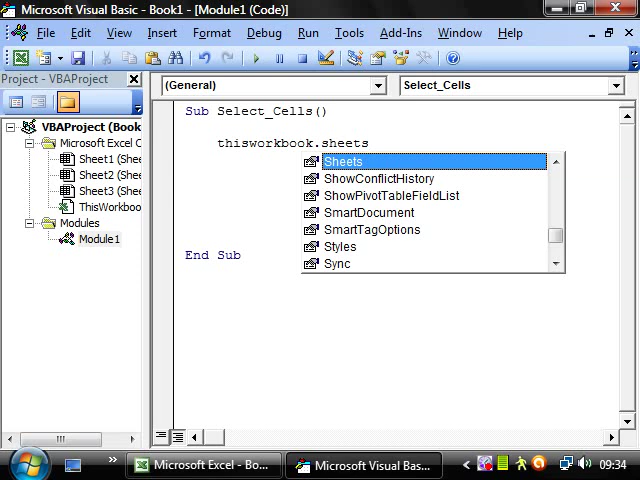 Microsoft Visual Basic - Book1 - [Module1 (Code)]
File Edit View Insert Format Debug Run Tools Add-Ins Window Help
Project - VBAProject
(General) Select_Cells
VBAProject (Book
Microsoft Excel O
Sheet1 (Shee
Sheet2 (Shee
Sheet3 (Shee
ThisWorkboo
Modules
Module1
Sub Select_Cells()
thisworkbook.sheets
Sheets
ShowConflictHistory
ShowPivotTableFieldList
SmartDocument
SmartTagOptions
Styles
Sync
End Sub
Microsoft Excel - Bo... Microsoft Visual Bas... 09:34